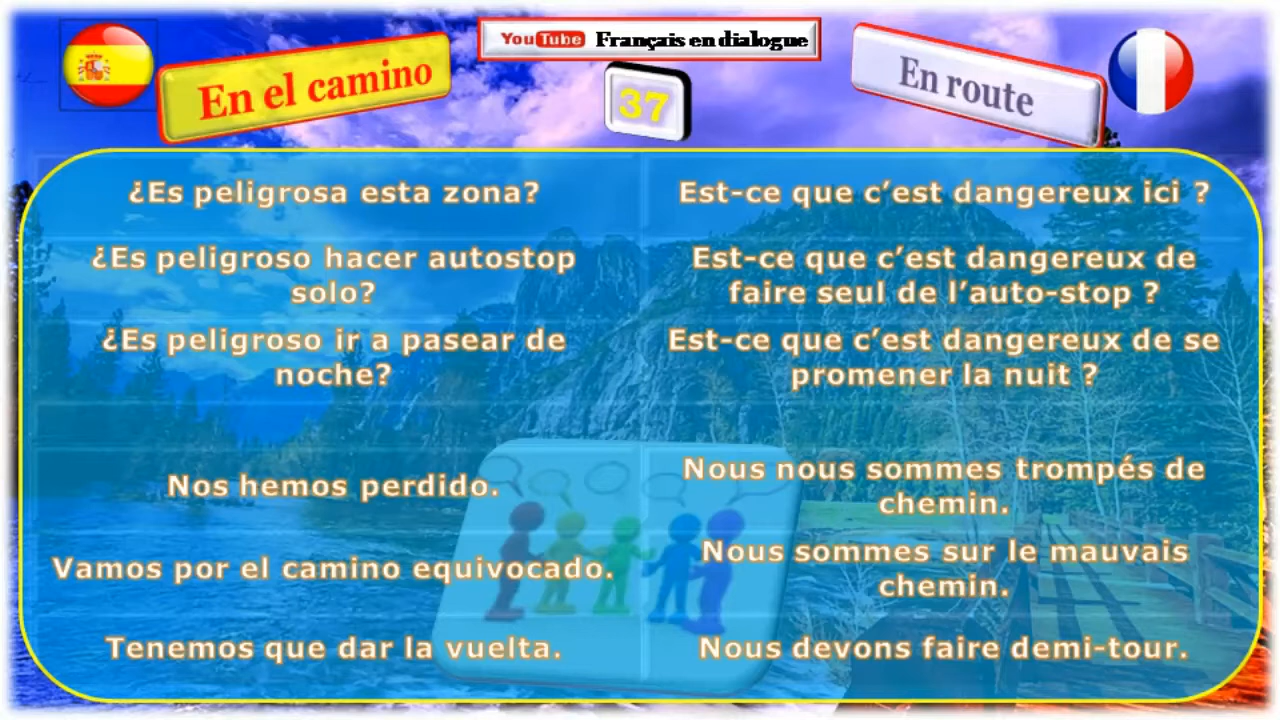 YouTube Français en dialogue
En el camino
37
En route
¿Es peligrosa esta zona?
Est-ce que c’est dangereux ici ?
¿Es peligroso hacer autostop
solo?
Est-ce que c’est dangereux de
faire seul de l’auto-stop ?
¿Es peligroso ir a pasear de
noche?
Est-ce que c’est dangereux de se
promener la nuit ?
Nos hemos perdido.
Nous nous sommes trompés de
chemin.
Vamos por el camino equivocado.
Nous sommes sur le mauvais
chemin.
Tenemos que dar la vuelta.
Nous devons faire demi-tour.